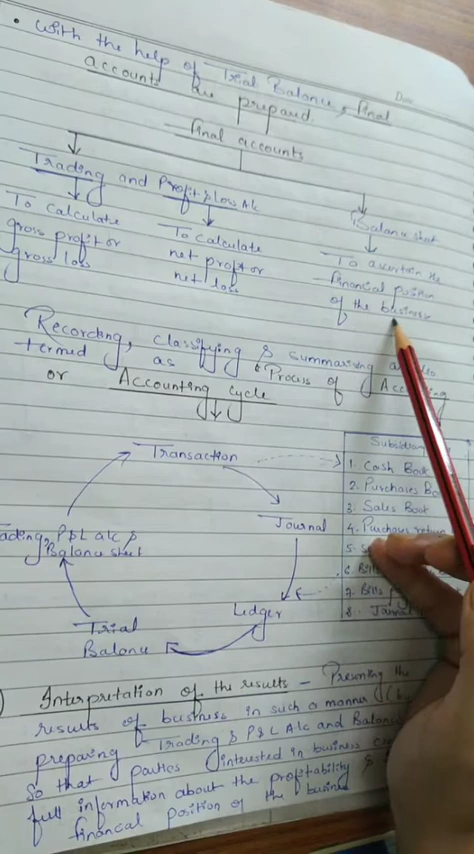 • With the help of Trial Balance, final
accounts are prepaid.
Date
final accounts
Trading and Profit & Loss A/c
Balance sheet
To calculate
gross profit or
gross loss
To calculate
net profit or
net loss
To ascertain the
financial position
of the business
Recording, classifying & summarising are also
termed as "Process of Accounting
or Accounting cycle
Transaction
Journal
Ledger
Trial
Balance
Trading, P&L A/c &
Balance sheet
Subsidiary
1. Cash Book
2. Purchases Bo
3. Sales Book
4. Purchase return
5. S
6. Bills
7. Bills
8. Journal
Interpretation of the results - Presenting the
results of business in such a manner (by
preparing Trading & P&L A/c and Balance
so that parties interested in business
full information about the profitability &
financial position of the business